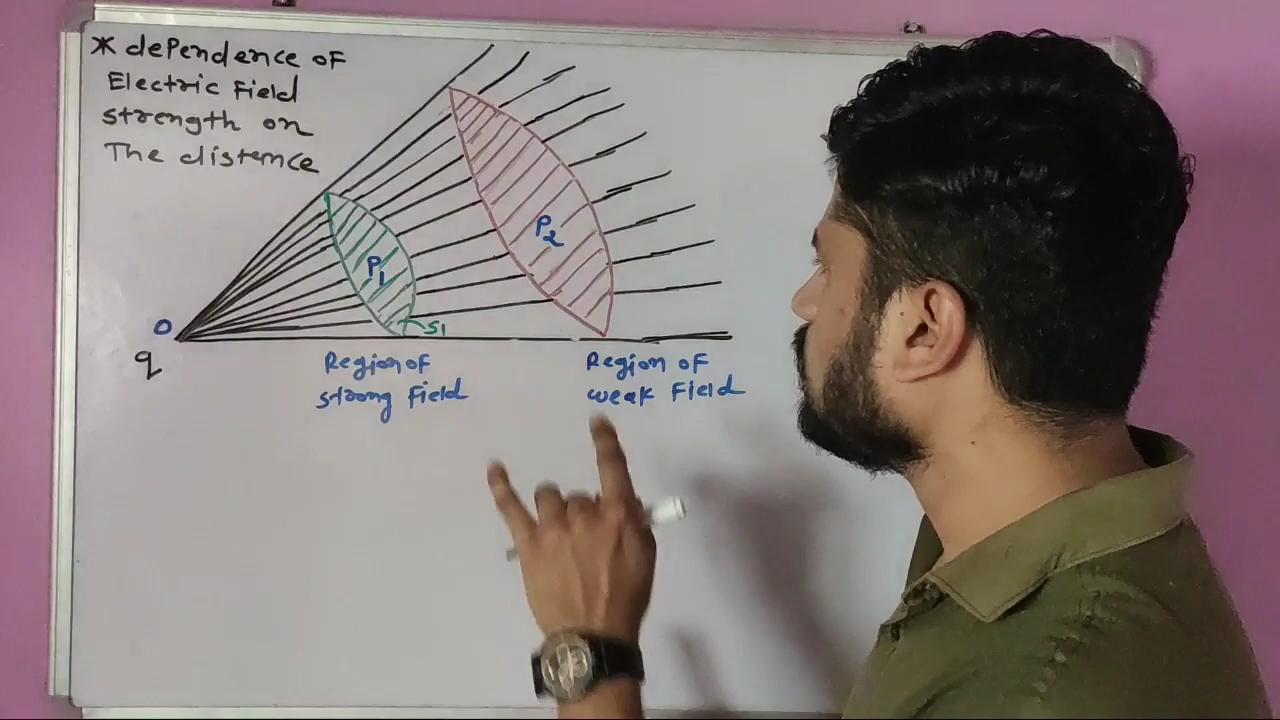 * dePendence of
Electric Field
strength on
The distence
P1
P2
O
q
S1
Region of
strong Field
Region of
weak Field